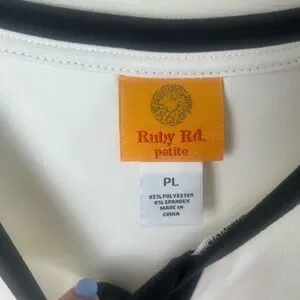 Ruby Rd.
petite
PL
92% POLYESTER
8% SPANDEX
MADE IN
CHINA